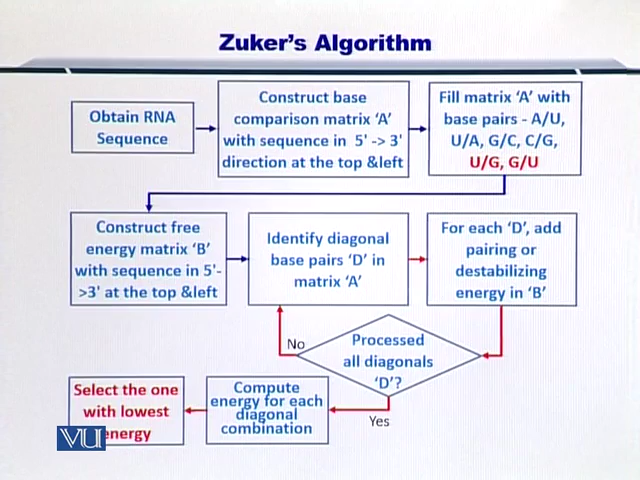 Zuker's Algorithm
Obtain RNA
Sequence
Construct base
comparison matrix 'A'
with sequence in 5' -> 3'
direction at the top &left
Fill matrix 'A' with
base pairs - A/U,
U/A, G/C, C/G,
U/G, G/U
Construct free
energy matrix 'B'
with sequence in 5'-
>3' at the top &left
Identify diagonal
base pairs 'D' in
matrix 'A'
For each 'D', add
pairing or
destabilizing
energy in 'B'
Processed
all diagonals
'D'?
No
Yes
Compute
energy for each
diagonal
combination
Select the one
with lowest
energy
VU